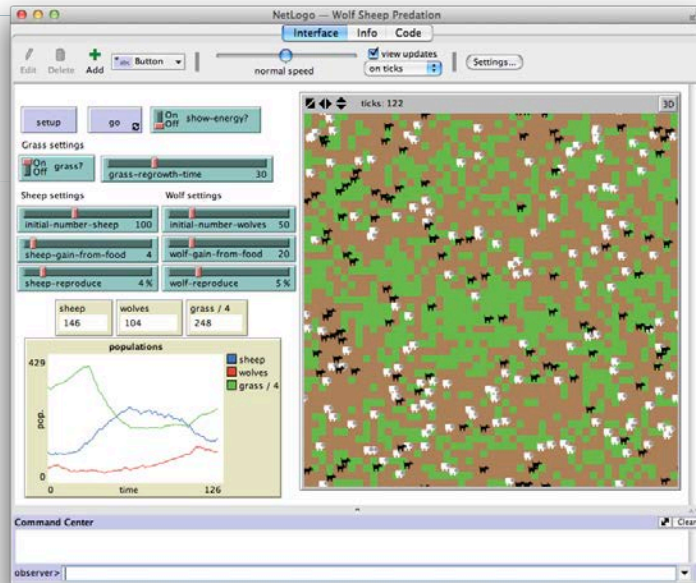 NetLogo — Wolf Sheep Predation
Interface Info Code
Edit Delete Add abc Button normal speed view updates on ticks Settings...
setup go On Off show-energy?
ticks: 122 3D
Grass settings
On Off grass? grass-regrowth-time 30
Sheep settings Wolf settings
initial-number-sheep 100 initial-number-wolves 50
sheep-gain-from-food 4 wolf-gain-from-food 20
sheep-reproduce 4 % wolf-reproduce 5 %
sheep wolves grass / 4
146 104 248
populations
429
pop.
0
0 time 126
sheep
wolves
grass / 4
Command Center Clear
observer>